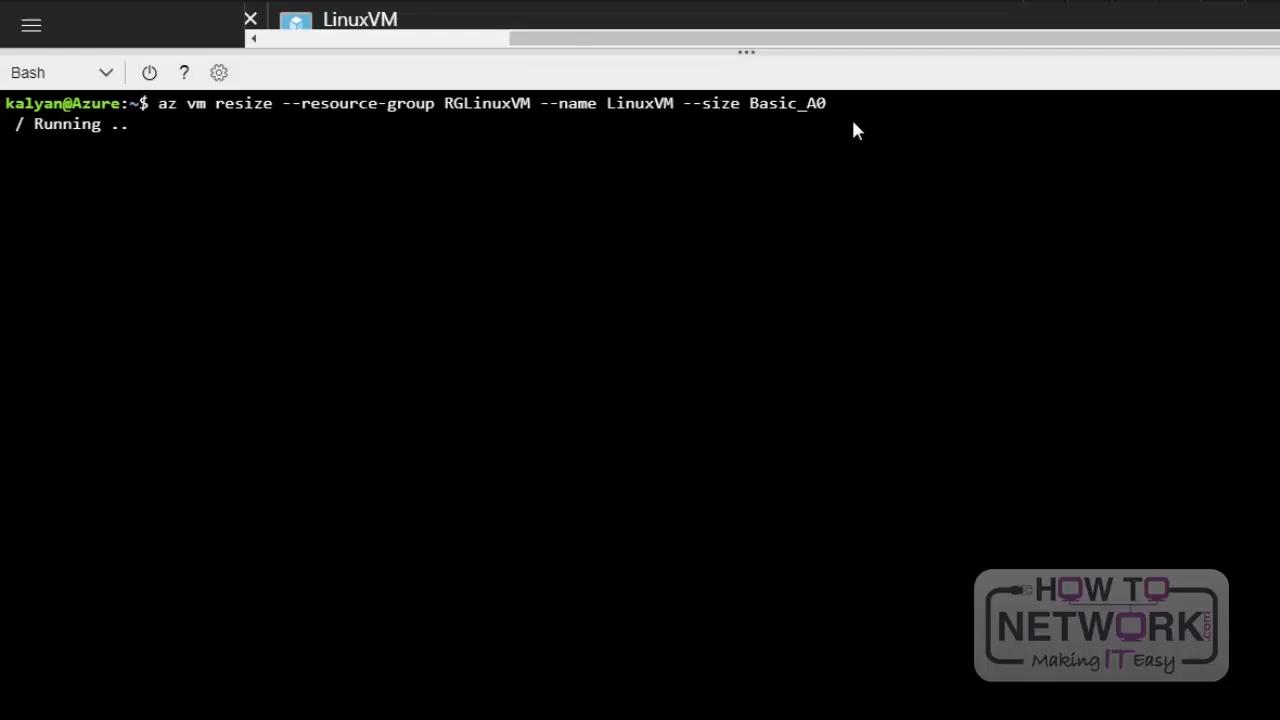 LinuxVM
Bash
?
kalyan@Azure:~$ az vm resize --resource-group RGLinuxVM --name LinuxVM --size Basic_A0
/ Running ..
HOW TO
NETWORK.com
Making IT Easy